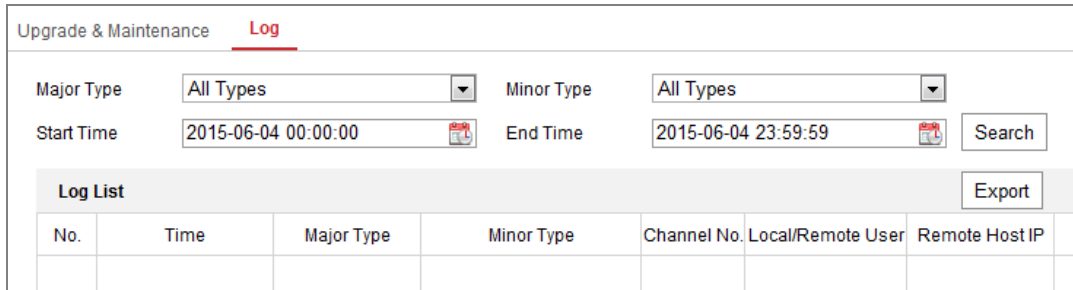 Upgrade & Maintenance Log
Major Type All Types Minor Type All Types
Start Time 2015-06-04 00:00:00 End Time 2015-06-04 23:59:59 Search
Log List Export
No. Time Major Type Minor Type Channel No. Local/Remote User Remote Host IP